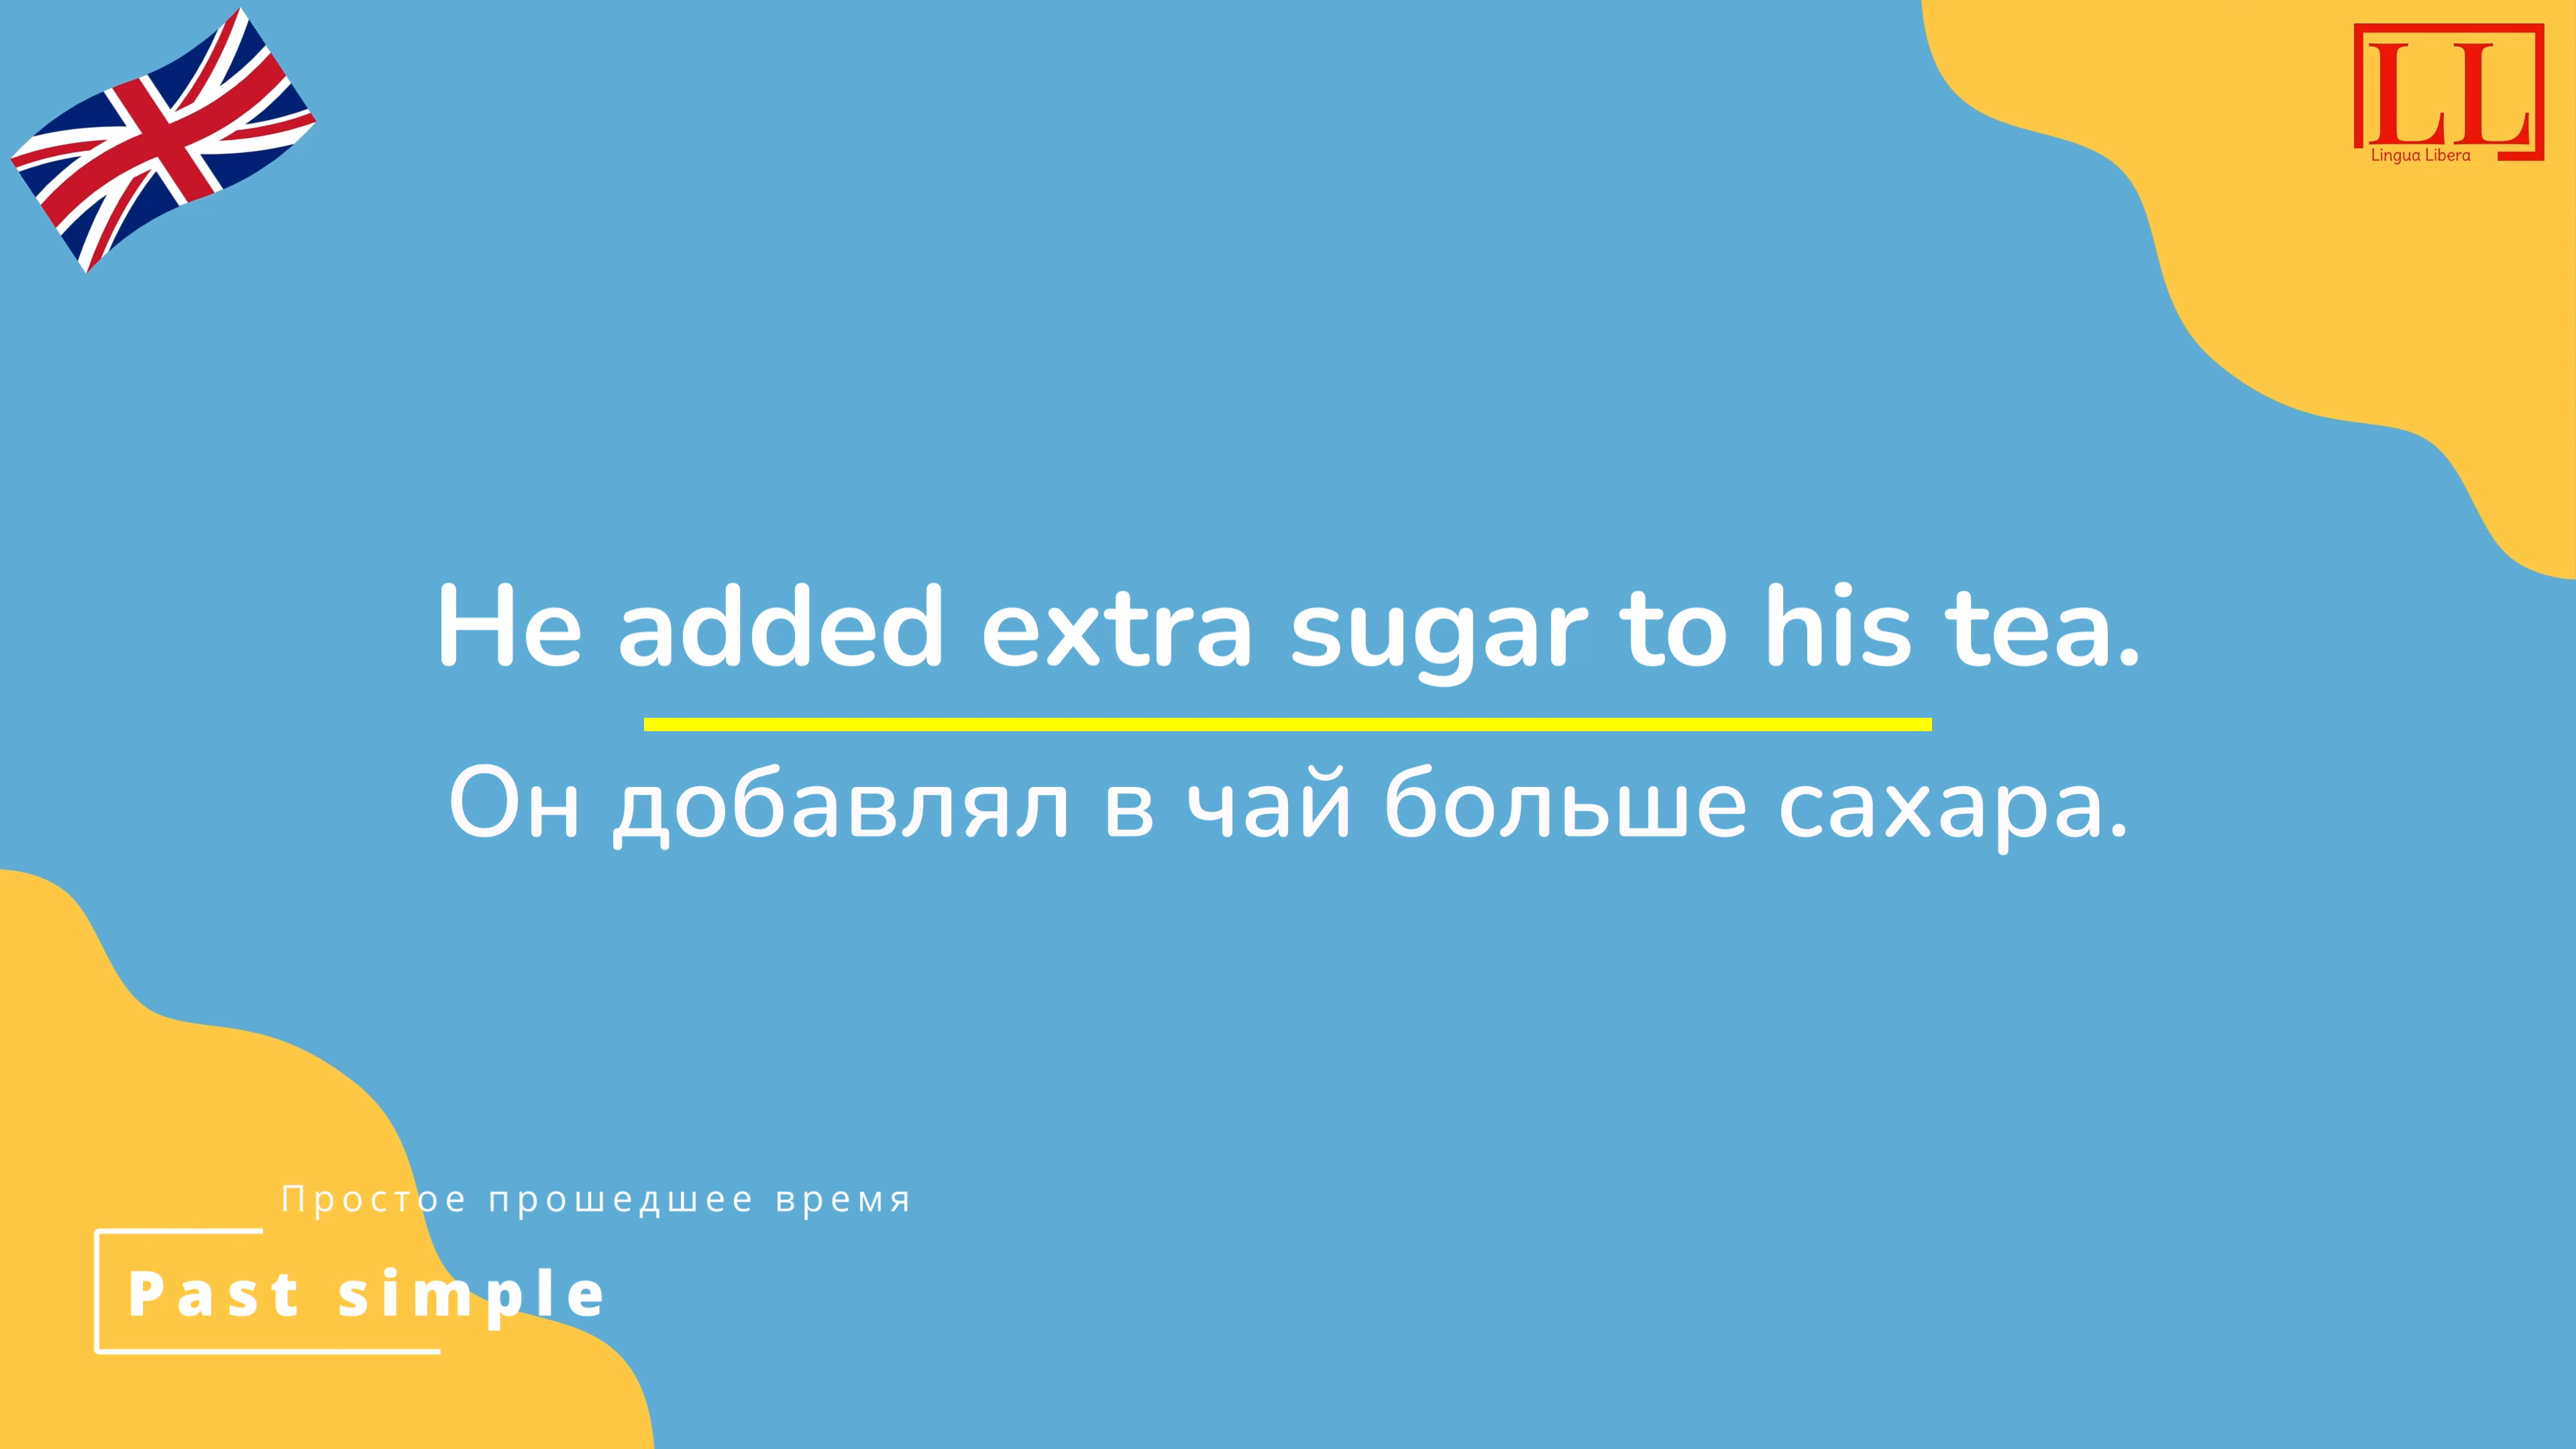 LL
Lingua Libera
He added extra sugar to his tea.
Он добавлял в чай больше сахара.
Простое прошедшее время
Past simple